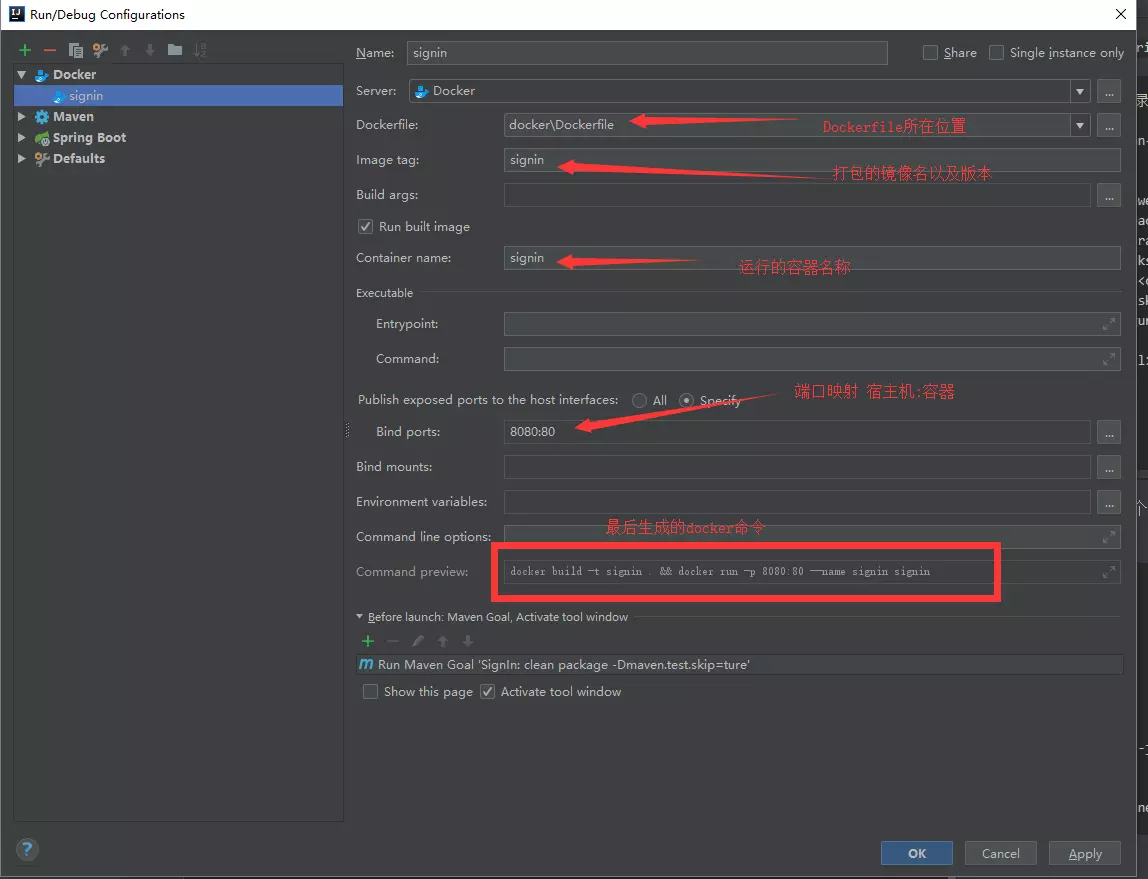 Run/Debug Configurations
Name: signin
Share
Single instance only
Docker
signin
Maven
Spring Boot
Defaults
Server: Docker
Dockerfile: docker\Dockerfile
Dockerfile所在位置
Image tag: signin
打包的镜像名以及版本
Build args:
Run built image
Container name: signin
运行的容器名称
Executable
Entrypoint:
Command:
端口映射 宿主机:容器
Publish exposed ports to the host interfaces: All Specify
Bind ports: 8080:80
Bind mounts:
Environment variables:
最后生成的docker命令
Command line options:
Command preview: docker build -t signin . && docker run -p 8080:80 --name signin signin
Before launch: Maven Goal, Activate tool window
m Run Maven Goal 'SignIn: clean package -Dmaven.test.skip=ture'
Show this page Activate tool window
? OK Cancel Apply